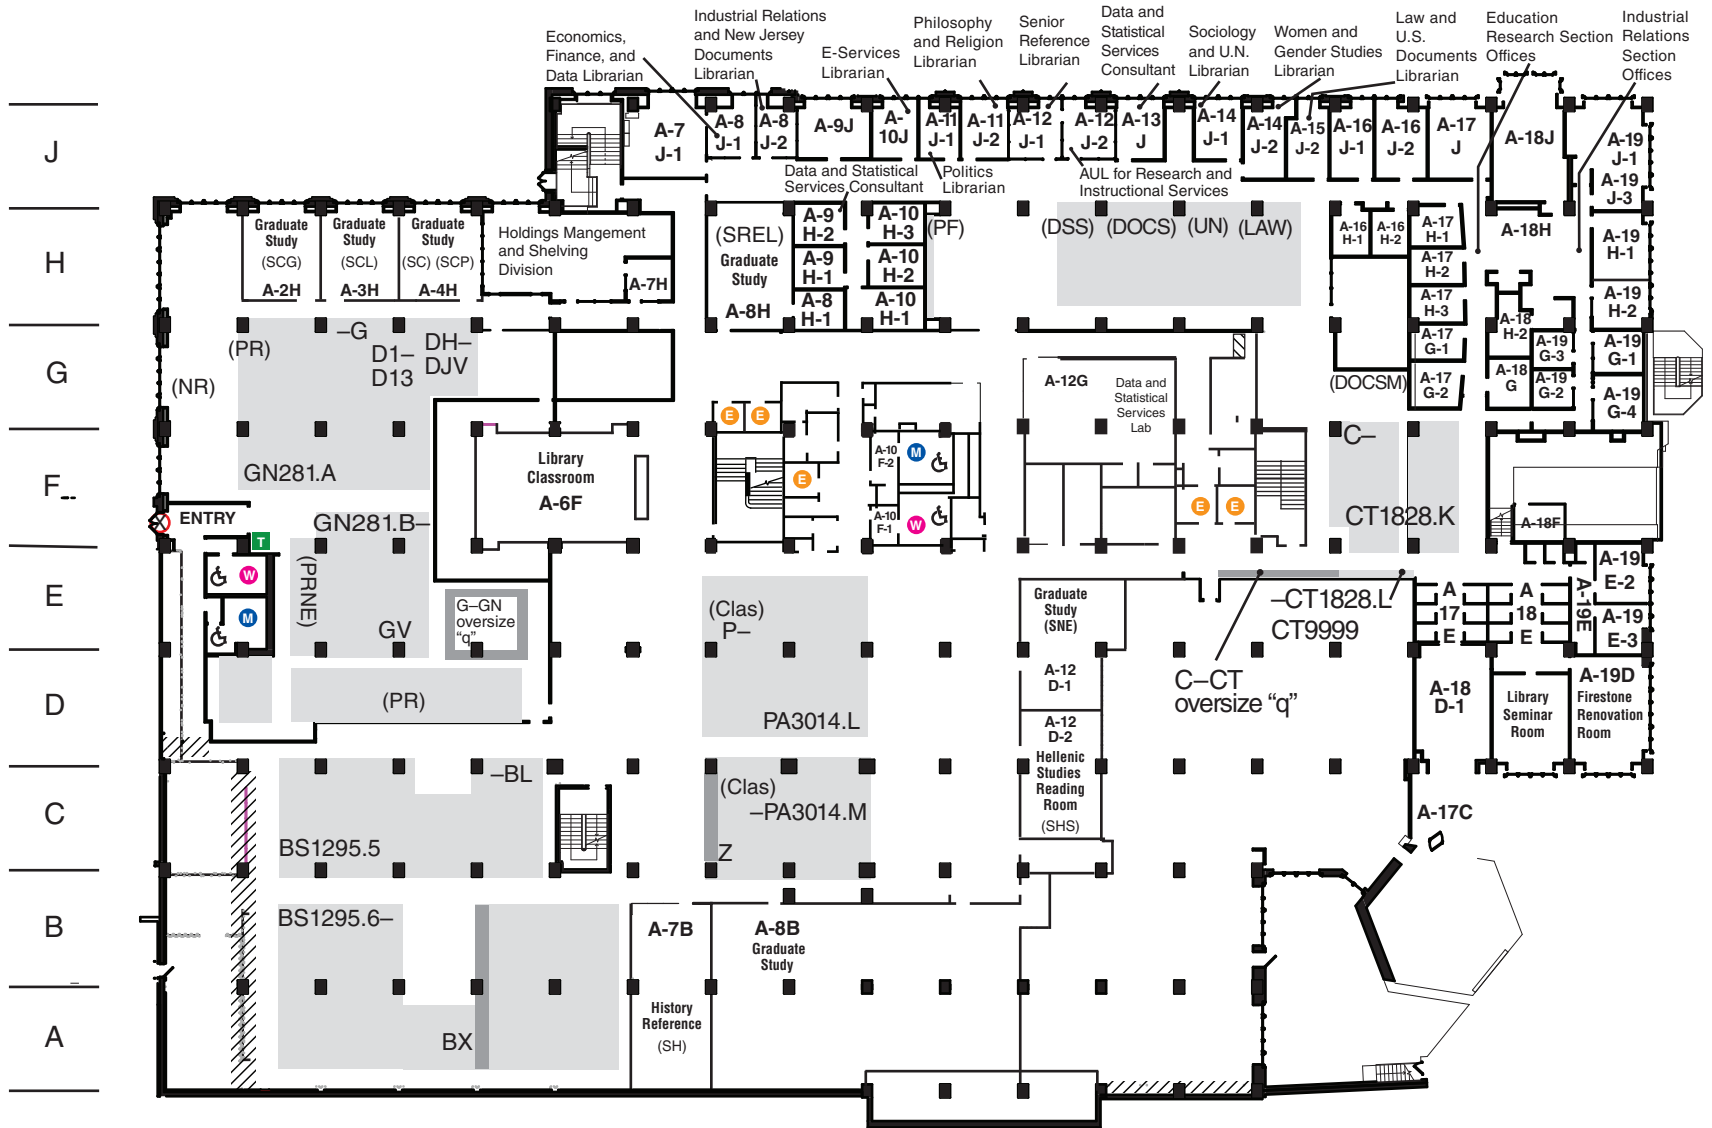 Economics,
Finance, and
Data Librarian
Industrial Relations
and New Jersey
Documents
Librarian
E-Services
Librarian
Philosophy
and Religion
Librarian
Senior
Reference
Librarian
Data and
Statistical
Services
Consultant
Sociology
and U.N.
Librarian
Women and
Gender Studies
Librarian
Law and
U.S.
Documents
Librarian
Education
Research Section
Offices
Industrial
Relations
Section
Offices
J
A-7
J-1
A-8
J-1
A-8
J-2
A-9J
A-
10J
A-11
J-1
A-11
J-2
A-12
J-1
A-12
J-2
A-13
J
A-14
J-1
A-14
J-2
A-15
J-2
A-16
J-1
A-16
J-2
A-17
J
A-18J
A-19
J-1
A-19
J-3
Data and Statistical
Services Consultant
Politics
Librarian
AUL for Research and
Instructional Services
H
Graduate
Study
(SCG)
A-2H
Graduate
Study
(SCL)
A-3H
Graduate
Study
(SC) (SCP)
A-4H
Holdings Mangement
and Shelving
Division
A-7H
(SREL)
Graduate
Study
A-8H
A-9
H-2
A-9
H-1
A-8
H-1
A-10
H-3
A-10
H-2
A-10
H-1
(PF)
(DSS)
(DOCS)
(UN)
(LAW)
A-16
H-1
A-16
H-2
A-17
H-1
A-17
H-2
A-17
H-3
A-18H
A-18
H-2
A-19
H-1
A-19
H-2
G
(NR)
(PR)
–G
D1–
D13
DH–
DJV
A-12G
Data and
Statistical
Services
Lab
(DOCSM)
A-17
G-1
A-17
G-2
A-18
G
A-19
G-3
A-19
G-2
A-19
G-1
A-19
G-4
F
GN281.A
Library
Classroom
A-6F
E
E
E
A-10
F-2
M
A-10
F-1
W
E
E
C–
CT1828.K
A-18F
ENTRY
T
GN281.B–
E
W
M
(PRNE)
GV
G–GN
oversize
“q”
(Clas)
P–
PA3014.L
Graduate
Study
(SNE)
A-12
D-1
–CT1828.L
CT9999
C–CT
oversize “q”
A
17
E
A
18
E
A-19E
A-19
E-2
A-19
E-3
D
(PR)
A-12
D-2
Hellenic
Studies
Reading
Room
(SHS)
A-18
D-1
Library
Seminar
Room
A-19D
Firestone
Renovation
Room
C
–BL
BS1295.5
(Clas)
–PA3014.M
Z
A-17C
B
BS1295.6–
A-7B
A-8B
Graduate
Study
A
BX
History
Reference
(SH)